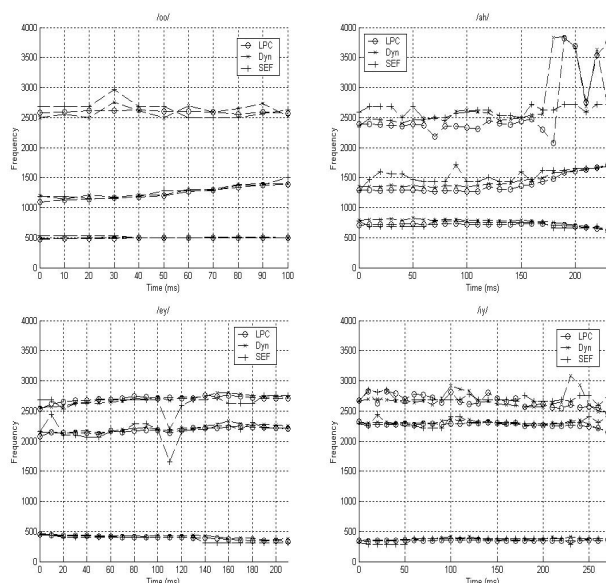 /oo/
4000
3500
3000
2500
2000
1500
1000
500
0
Frequency
LPC
Dyn
SEF
0 10 20 30 40 50 60 70 80 90 100
Time (ms)
/ah/
4000
3500
3000
2500
2000
1500
1000
500
0
Frequency
LPC
Dyn
SEF
0 50 100 150 200
Time (ms)
/ey/
4000
3500
3000
2500
2000
1500
1000
500
0
Frequency
LPC
Dyn
SEF
0 20 40 60 80 100 120 140 160 180 200
Time (ms)
/iy/
4000
3500
3000
2500
2000
1500
1000
500
0
Frequency
LPC
Dyn
SEF
0 50 100 150 200 250
Time (ms)